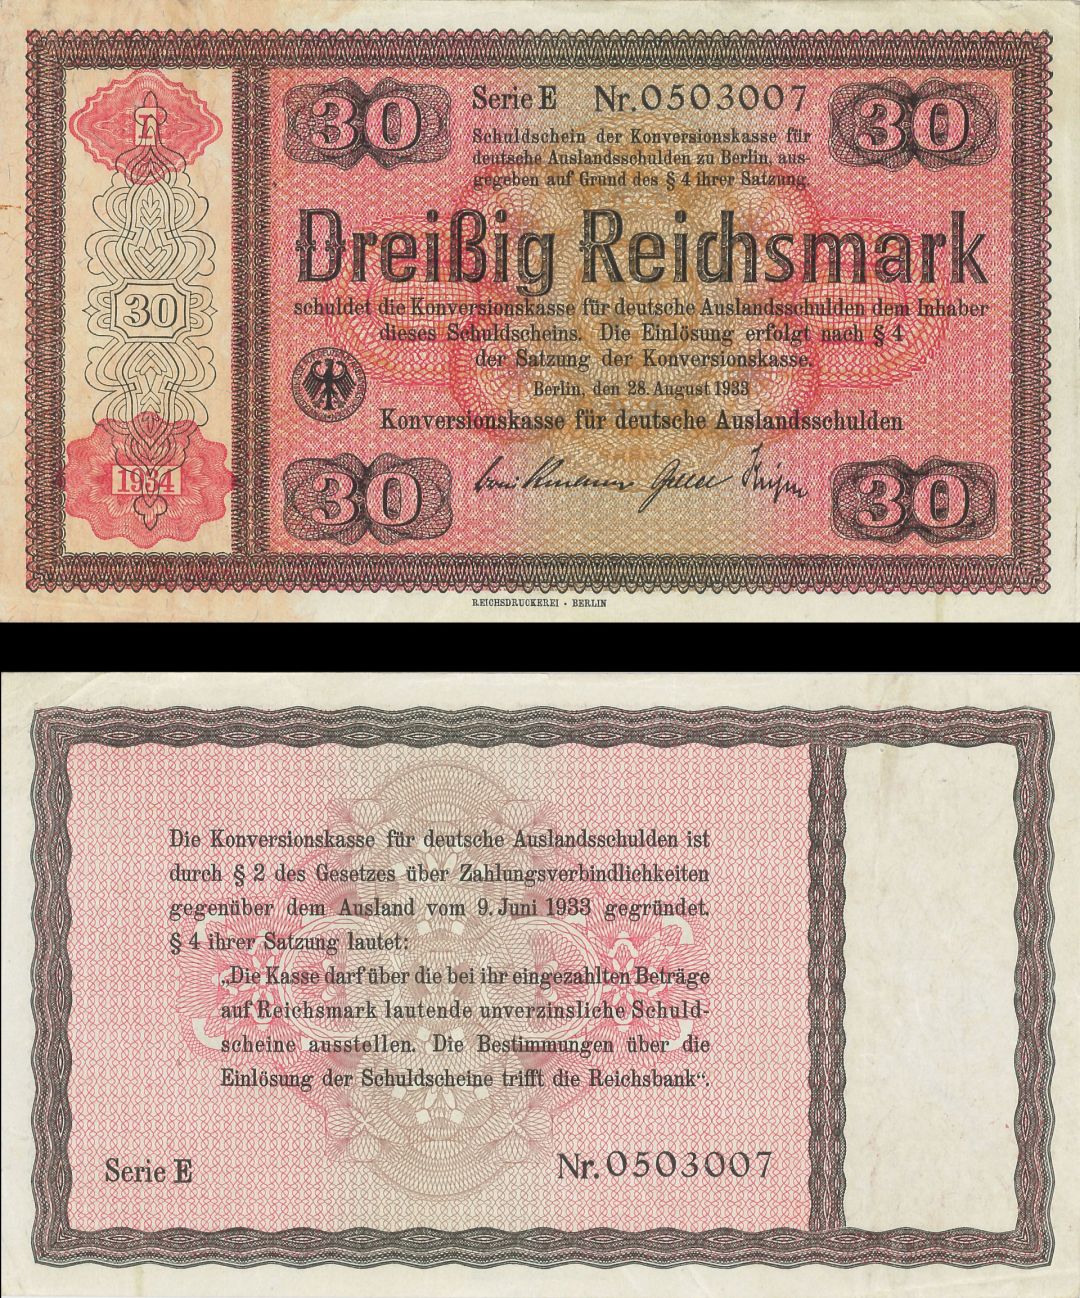 30
Serie E Nr. 0503007
30
Schuldschein der Konversionskasse für
deutsche Auslandsschulden zu Berlin, aus-
gegeben auf Grund des § 4 ihrer Satzung.
Dreißig Reichsmark
30
schuldet die Konversionskasse für deutsche Auslandsschulden dem Inhaber
dieses Schuldscheins. Die Einlösung erfolgt nach § 4
der Satzung der Konversionskasse.
Berlin, den 28. August 1933
Konversionskasse für deutsche Auslandsschulden
1934
30
30
REICHSDRUCKEREI · BERLIN
Die Konversionskasse für deutsche Auslandsschulden ist
durch § 2 des Gesetzes über Zahlungsverbindlichkeiten
gegenüber dem Ausland vom 9. Juni 1933 gegründet.
§ 4 ihrer Satzung lautet:
„Die Kasse darf über die bei ihr eingezahlten Beträge
auf Reichsmark lautende unverzinsliche Schuld-
scheine ausstellen. Die Bestimmungen über die
Einlösung der Schuldscheine trifft die Reichsbank“.
Serie E Nr. 0503007